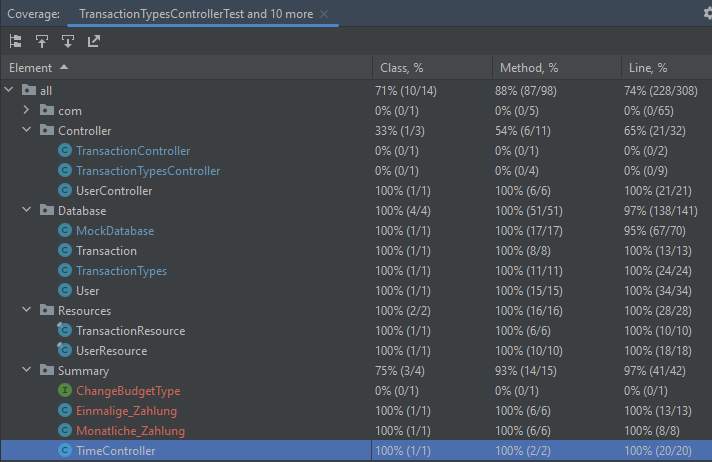 Coverage: TransactionTypesControllerTest and 10 more ×
Element Class, % Method, % Line, %
all 71% (10/14) 88% (87/98) 74% (228/308)
com 0% (0/1) 0% (0/5) 0% (0/65)
Controller 33% (1/3) 54% (6/11) 65% (21/32)
C TransactionController 0% (0/1) 0% (0/1) 0% (0/2)
C TransactionTypesController 0% (0/1) 0% (0/4) 0% (0/9)
C UserController 100% (1/1) 100% (6/6) 100% (21/21)
Database 100% (4/4) 100% (51/51) 97% (138/141)
C MockDatabase 100% (1/1) 100% (17/17) 95% (67/70)
C Transaction 100% (1/1) 100% (8/8) 100% (13/13)
C TransactionTypes 100% (1/1) 100% (11/11) 100% (24/24)
C User 100% (1/1) 100% (15/15) 100% (34/34)
Resources 100% (2/2) 100% (16/16) 100% (28/28)
C TransactionResource 100% (1/1) 100% (6/6) 100% (10/10)
C UserResource 100% (1/1) 100% (10/10) 100% (18/18)
Summary 75% (3/4) 93% (14/15) 97% (41/42)
I ChangeBudgetType 0% (0/1) 0% (0/1) 0% (0/1)
C Einmalige_Zahlung 100% (1/1) 100% (6/6) 100% (13/13)
C Monatliche_Zahlung 100% (1/1) 100% (6/6) 100% (8/8)
C TimeController 100% (1/1) 100% (2/2) 100% (20/20)